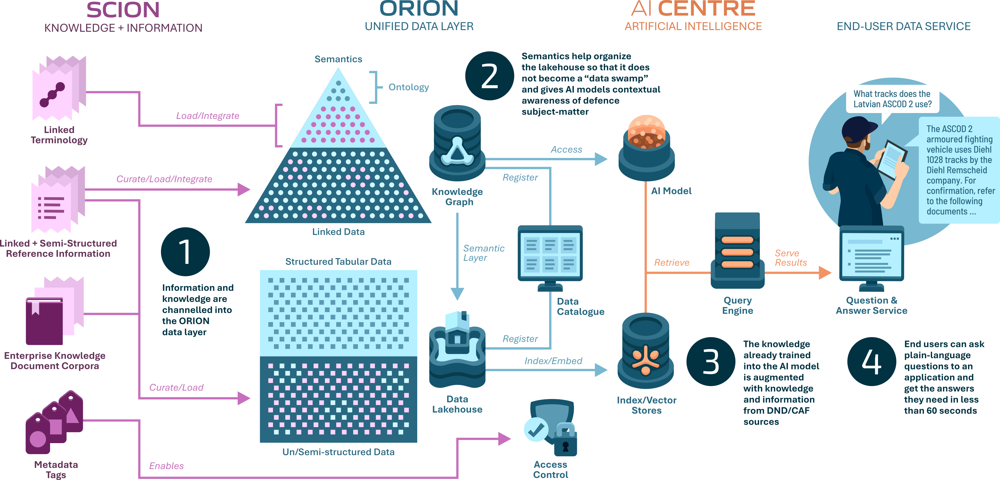 SCION
KNOWLEDGE + INFORMATION
ORION
UNIFIED DATA LAYER
AI CENTRE
ARTIFICIAL INTELLIGENCE
END-USER DATA SERVICE
Linked
Terminology
Load/Integrate
Linked + Semi-Structured
Reference Information
Curate/Load/Integrate
1
Information and
knowledge are
channelled into
the ORION
data layer
Enterprise Knowledge
Document Corpora
Curate/Load
Metadata
Tags
Enables
Semantics
Ontology
Linked Data
Structured Tabular Data
Un/Semi-structured Data
2
Semantics help organize
the lakehouse so that it does
not become a “data swamp”
and gives AI models contextual
awareness of defence
subject-matter
Knowledge
Graph
Access
Register
Semantic
Layer
Data
Catalogue
Register
Index/Embed
Data
Lakehouse
Access
Control
AI Model
Retrieve
Query
Engine
Serve
Results
Index/Vector
Stores
3
The knowledge
already trained
into the AI model
is augmented
with knowledge
and information
from DND/CAF
sources
What tracks does the
Latvian ASCOD 2 use?
The ASCOD 2
armoured fighting
vehicle uses Diehl
1028 tracks by the
Diehl Remscheid
company. For
confirmation, refer
to the following
documents ...
Question &
Answer Service
4
End users can ask
plain-language
questions to an
application and
get the answers
they need in less
than 60 seconds